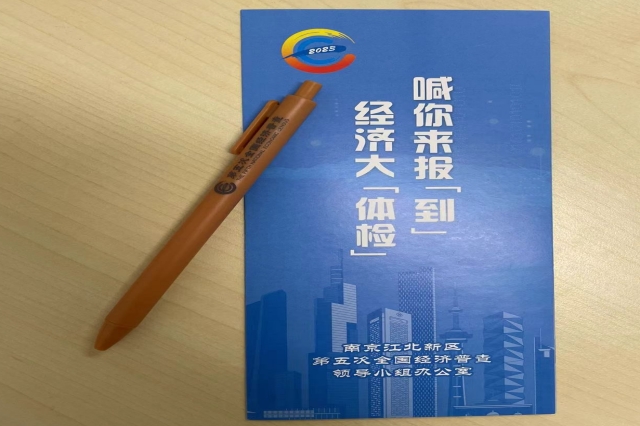 2023
喊你来报「到」
经济大「体检」
南京江北新区
第五次全国经济普查
领导小组办公室